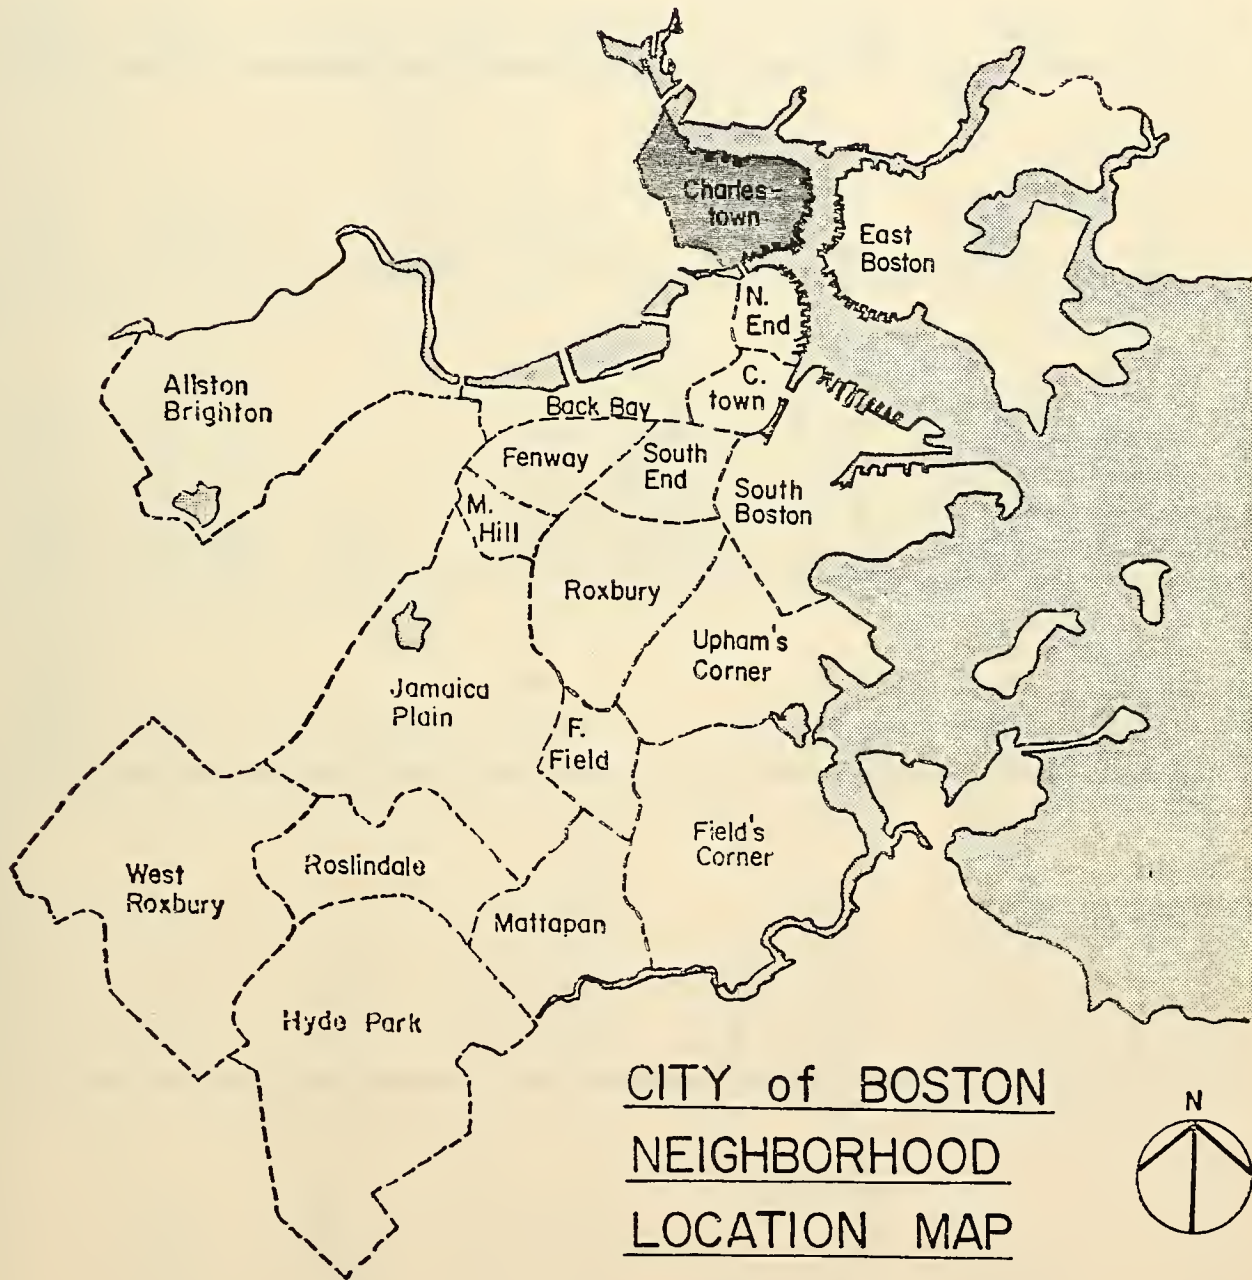 Charles-
town
East
Boston
N.
End
Allston
Brighton
C.
town
Back Bay
Fenway
South
End
South
Boston
M.
Hill
Roxbury
Upham's
Corner
Jamaica
Plain
F.
Field
Field's
Corner
West
Roxbury
Roslindale
Mattapan
Hyde Park
CITY of BOSTON
NEIGHBORHOOD
LOCATION MAP
N